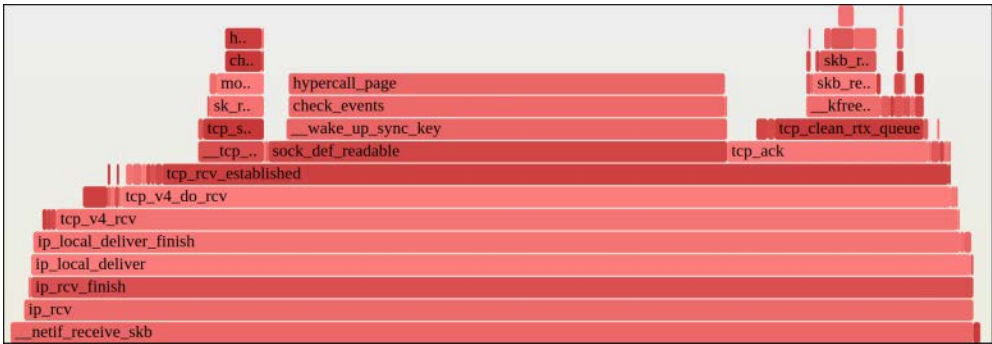 h..
ch..
skb_r..
mo.. hypercall_page skb_re..
sk_r.. check_events __kfree..
tcp_s.. __wake_up_sync_key tcp_clean_rtx_queue
__tcp_.. sock_def_readable tcp_ack
tcp_rcv_established
tcp_v4_do_rcv
tcp_v4_rcv
ip_local_deliver_finish
ip_local_deliver
ip_rcv_finish
ip_rcv
__netif_receive_skb